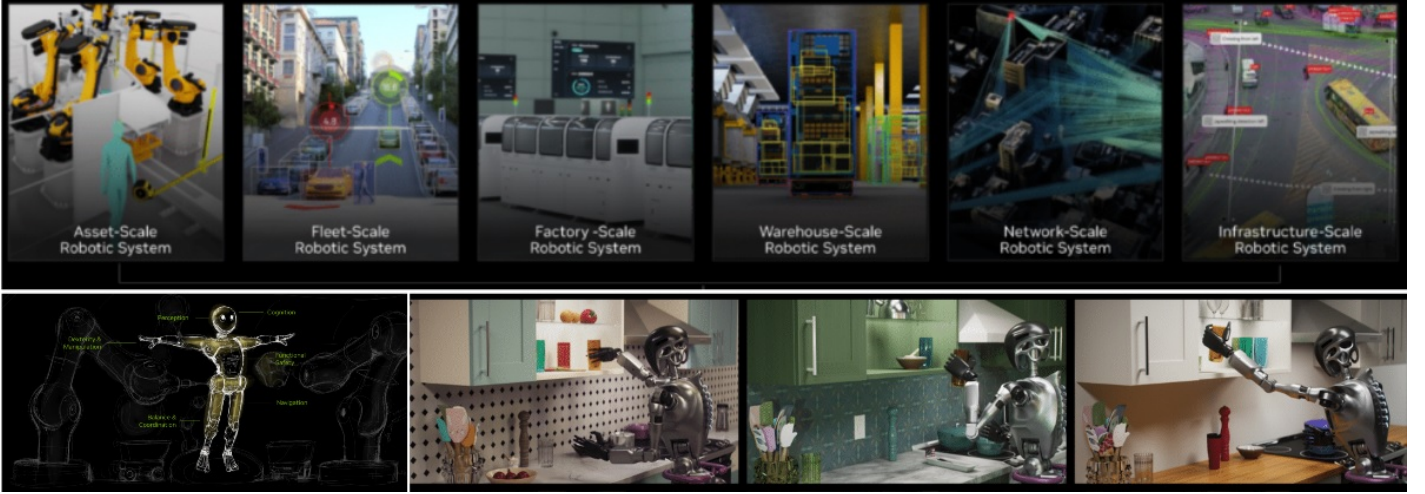 Asset-Scale
Robotic System
Fleet-Scale
Robotic System
Factory -Scale
Robotic System
Warehouse-Scale
Robotic System
Network-Scale
Robotic System
Infrastructure-Scale
Robotic System
Perception
Cognition
Dexterity &
Manipulation
Functional
Safety
Navigation
Balance &
Coordination